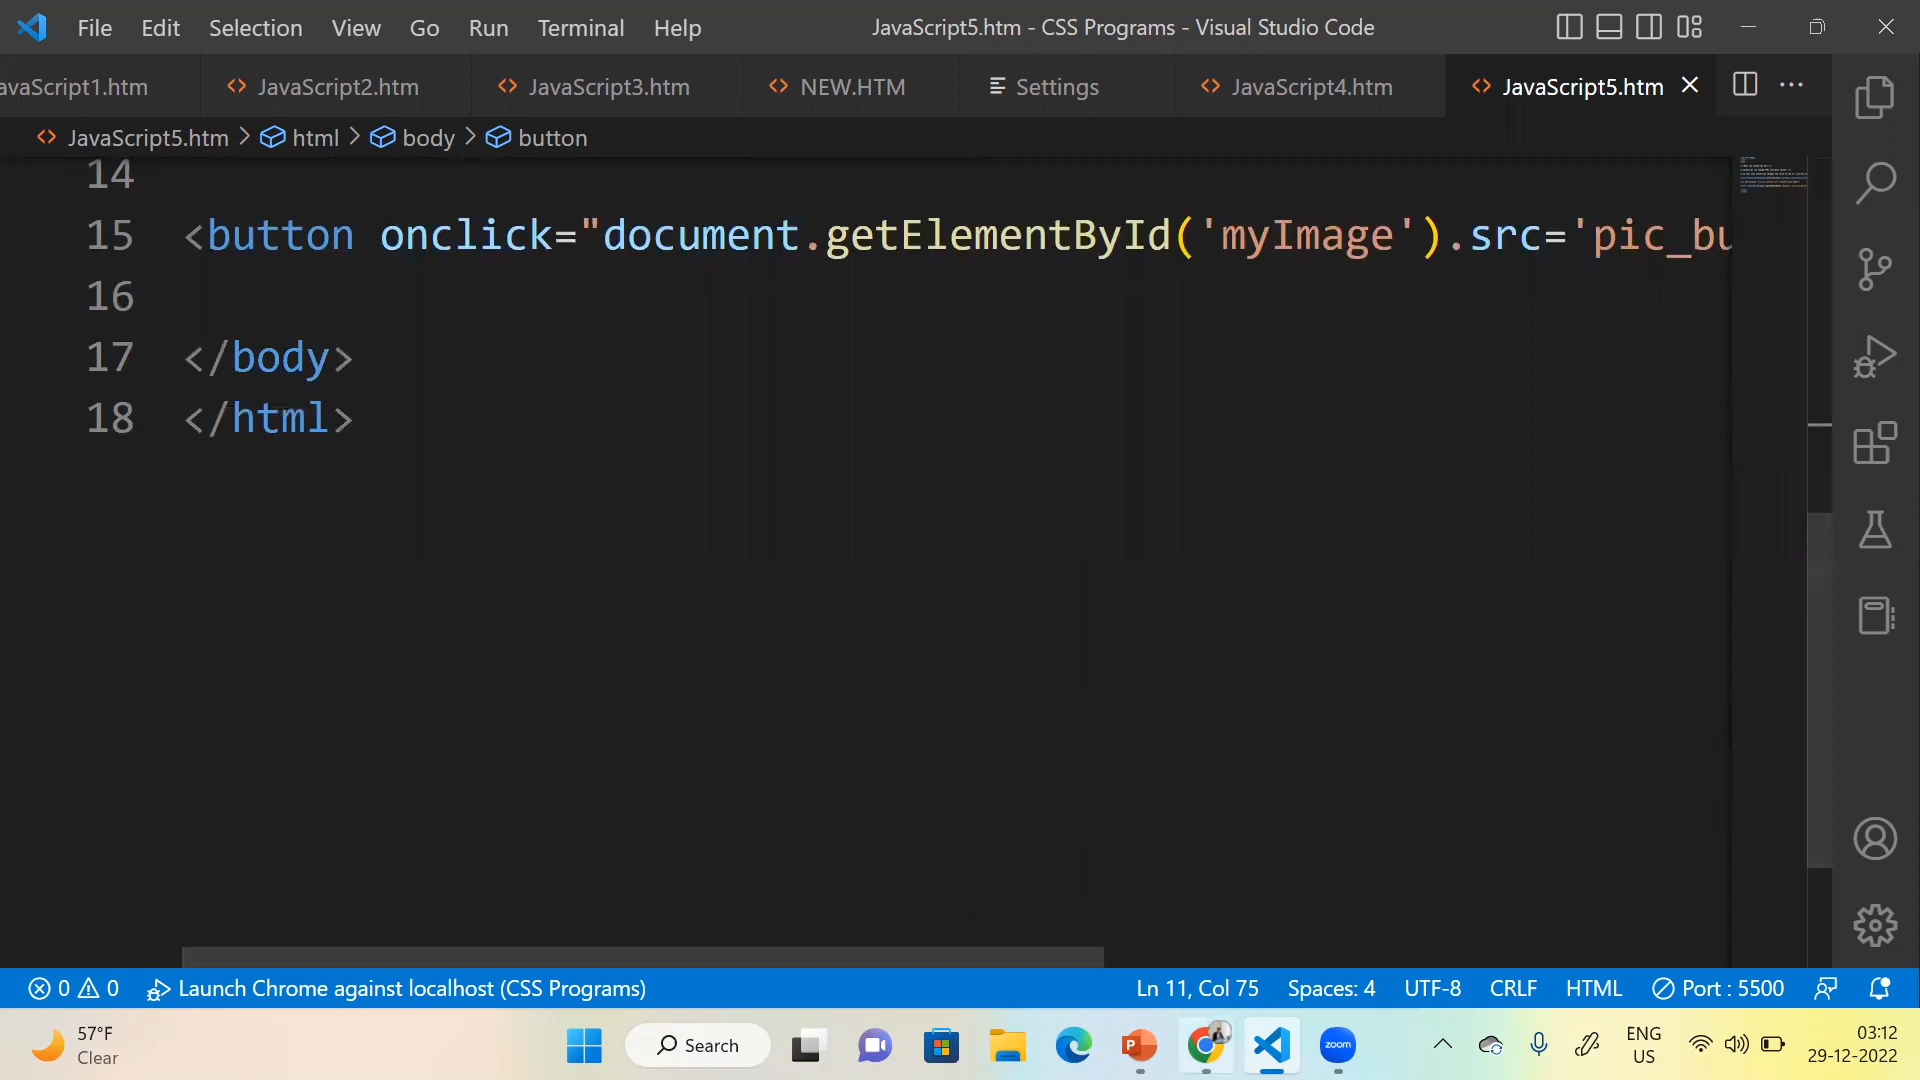 File Edit Selection View Go Run Terminal Help JavaScript5.htm - CSS Programs - Visual Studio Code
avaScript1.htm JavaScript2.htm JavaScript3.htm NEW.HTM Settings JavaScript4.htm JavaScript5.htm
JavaScript5.htm > html > body > button
14
15 <button onclick="document.getElementById('myImage').src='pic_bu
16
17 </body>
18 </html>
0 0 Launch Chrome against localhost (CSS Programs) Ln 11, Col 75 Spaces: 4 UTF-8 CRLF HTML Port : 5500
57°F
Clear
Search
zoom
ENG
US
03:12
29-12-2022